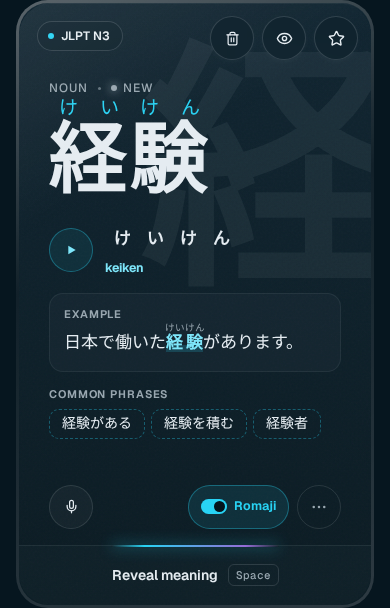 JLPT N3
NOUN • NEW
けいけん
経験
けいけん
keiken
EXAMPLE
けいけん
日本で働いた経験があります。
COMMON PHRASES
経験がある 経験を積む 経験者
Romaji
Reveal meaning Space